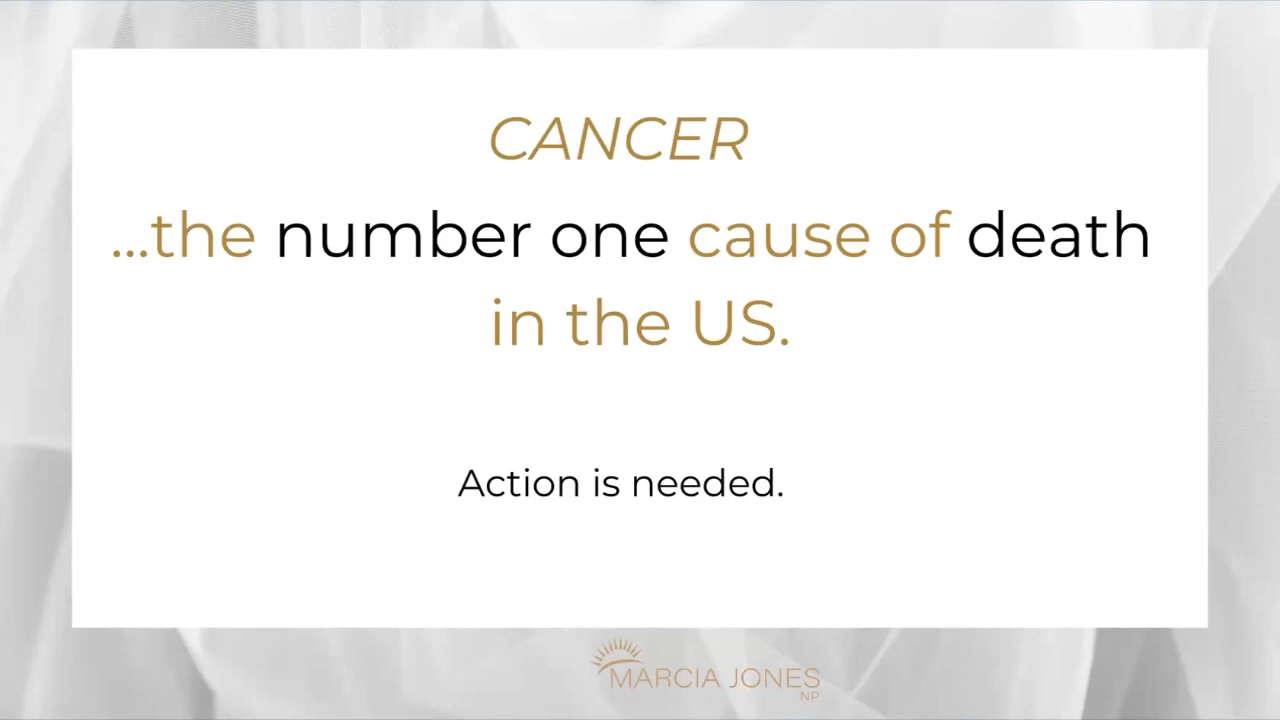 CANCER
...the number one cause of death
in the US.
Action is needed.
MARCIA JONES
NP